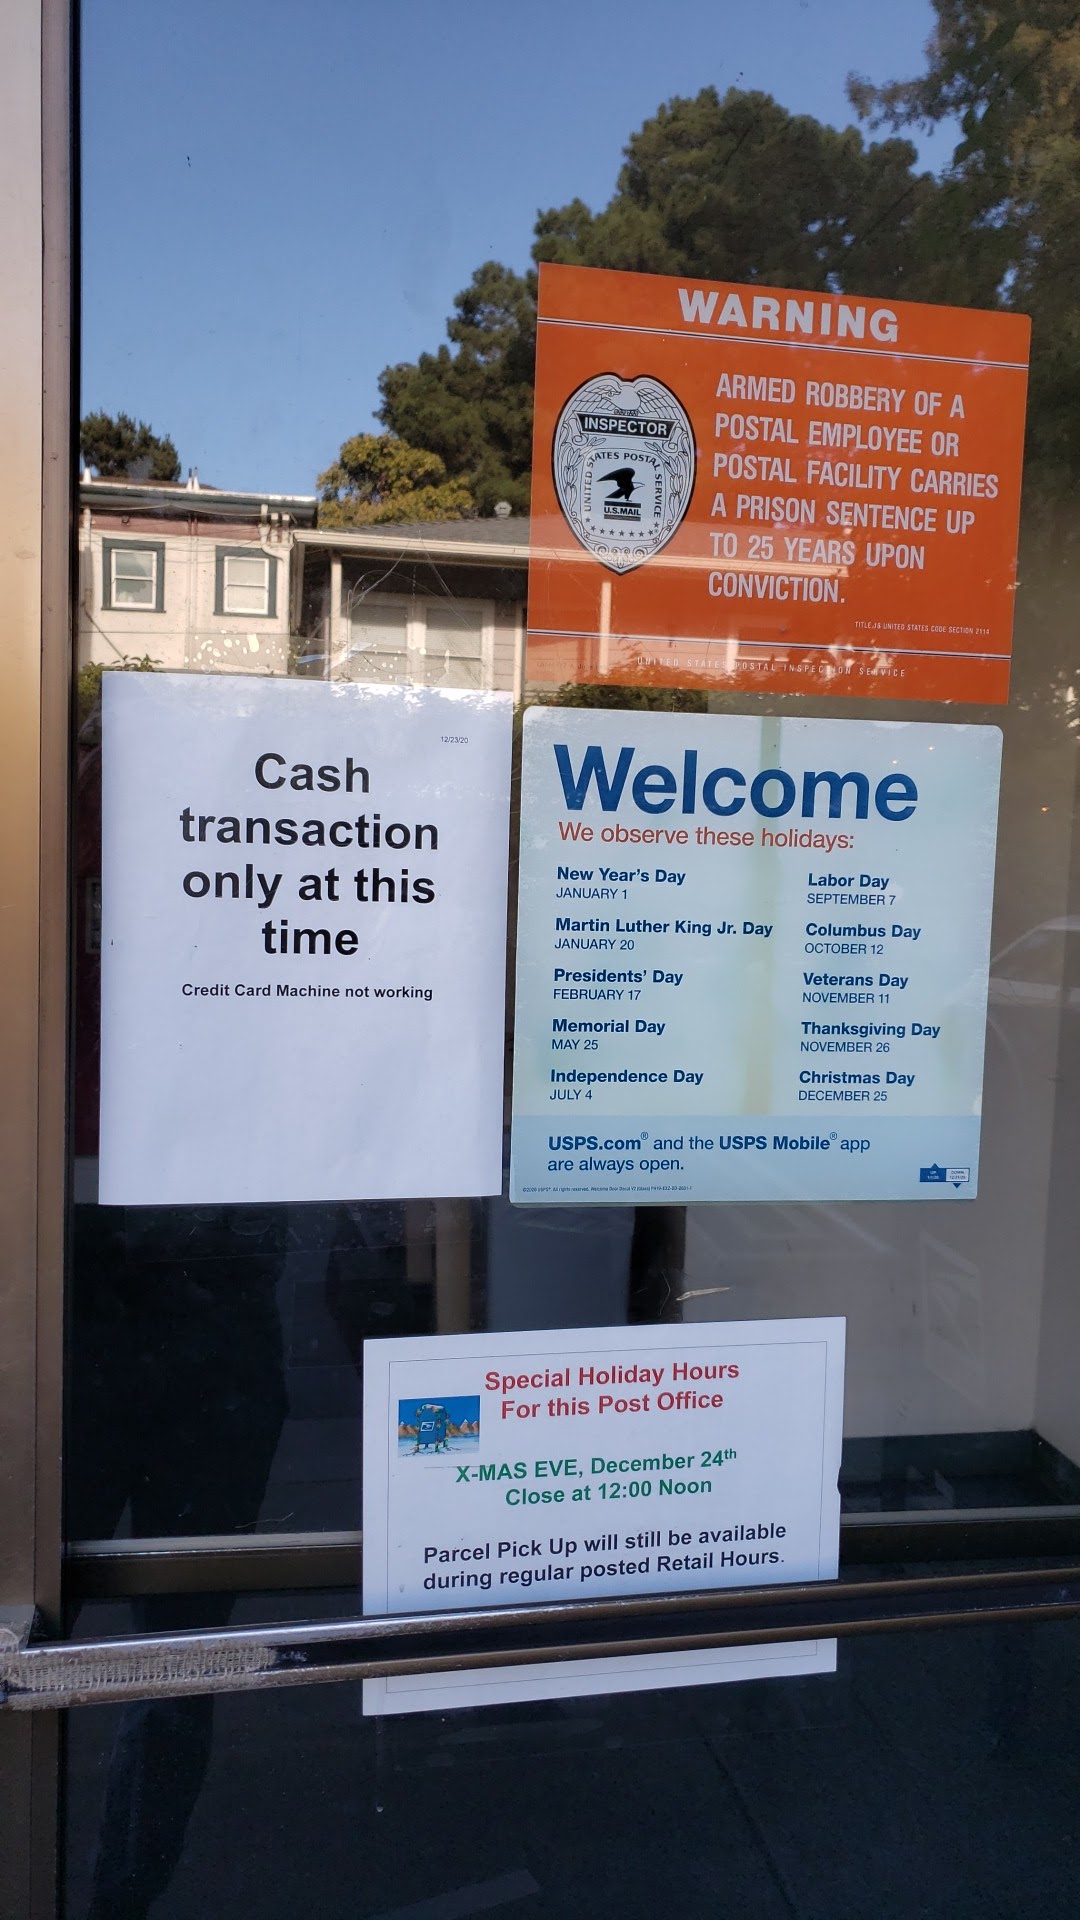 WARNING
INSPECTOR
UNITED STATES POSTAL SERVICE
U.S.MAIL
ARMED ROBBERY OF A
POSTAL EMPLOYEE OR
POSTAL FACILITY CARRIES
A PRISON SENTENCE UP
TO 25 YEARS UPON
CONVICTION.
TITLE.18 UNITED STATES CODE SECTION 2114
UNITED STATES POSTAL INSPECTION SERVICE
12/23/20
Cash
transaction
only at this
time
Credit Card Machine not working
Welcome
We observe these holidays:
New Year's Day
JANUARY 1
Martin Luther King Jr. Day
JANUARY 20
Presidents' Day
FEBRUARY 17
Memorial Day
MAY 25
Independence Day
JULY 4
Labor Day
SEPTEMBER 7
Columbus Day
OCTOBER 12
Veterans Day
NOVEMBER 11
Thanksgiving Day
NOVEMBER 26
Christmas Day
DECEMBER 25
USPS.com® and the USPS Mobile® app
are always open.
Special Holiday Hours
For this Post Office
X-MAS EVE, December 24th
Close at 12:00 Noon
Parcel Pick Up will still be available
during regular posted Retail Hours.